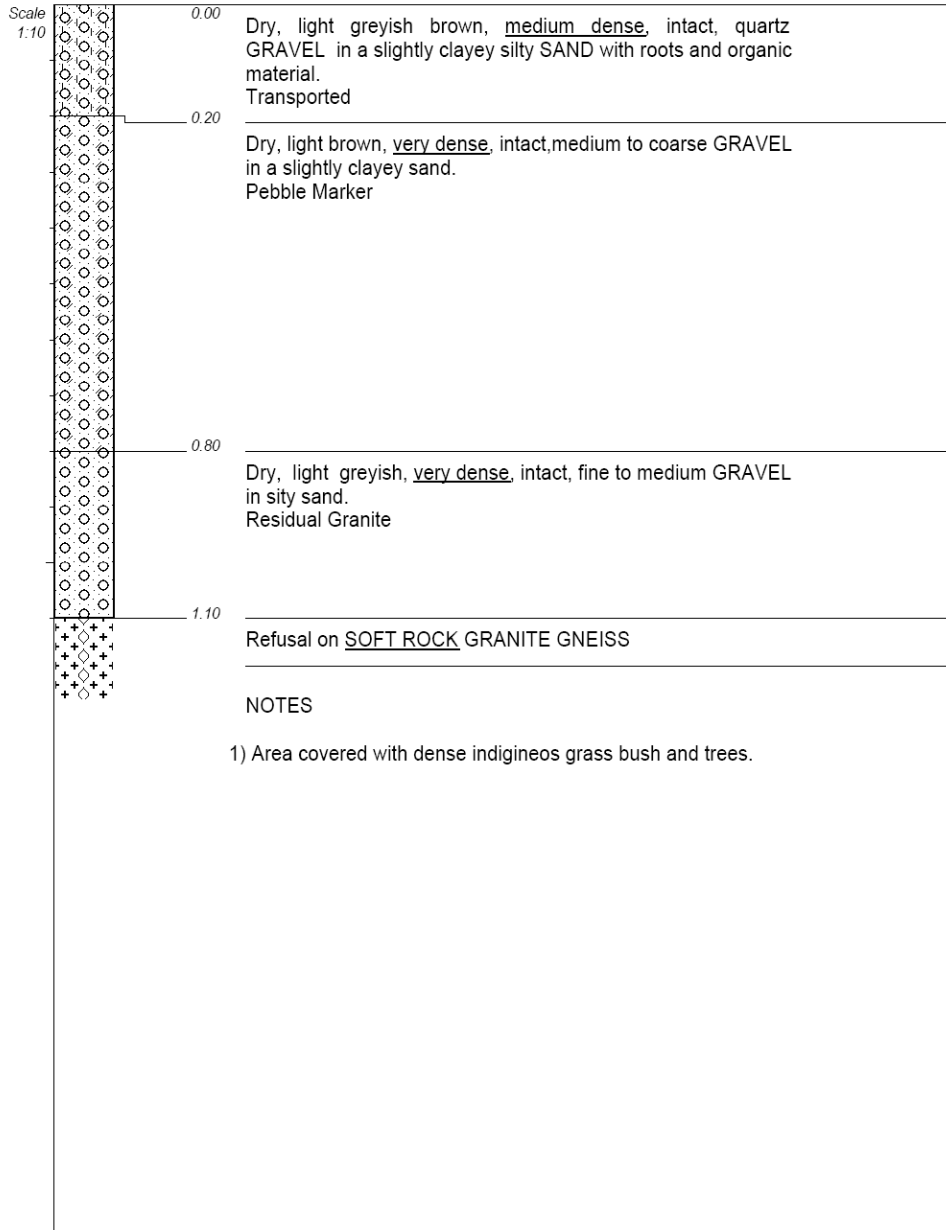 Scale
1:10
0.00
Dry, light greyish brown, medium dense, intact, quartz
GRAVEL in a slightly clayey silty SAND with roots and organic
material.
Transported
0.20
Dry, light brown, very dense, intact,medium to coarse GRAVEL
in a slightly clayey sand.
Pebble Marker
0.80
Dry, light greyish, very dense, intact, fine to medium GRAVEL
in sity sand.
Residual Granite
1.10
Refusal on SOFT ROCK GRANITE GNEISS
NOTES
1) Area covered with dense indigineos grass bush and trees.